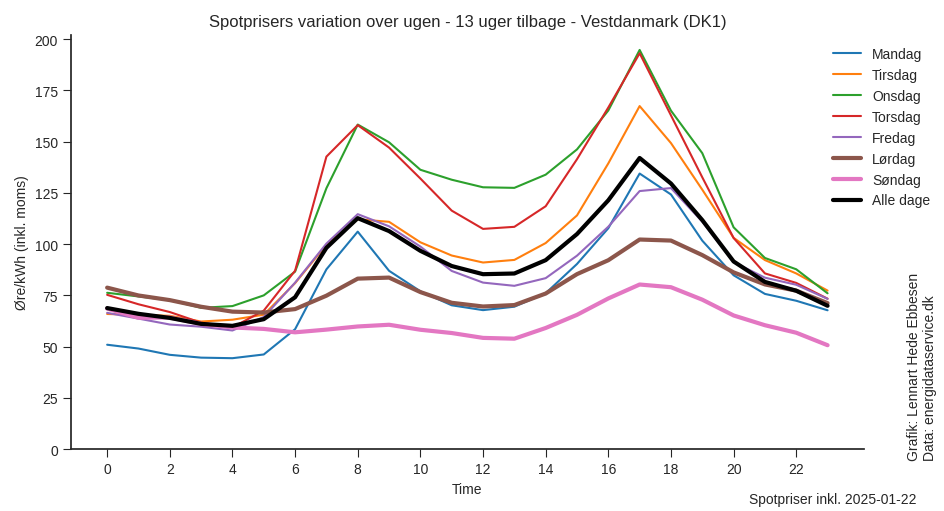 Spotprisers variation over ugen - 13 uger tilbage - Vestdanmark (DK1)
Øre/kWh (inkl. moms)
200
175
150
125
100
75
50
25
0
0 2 4 6 8 10 12 14 16 18 20 22
Time
Mandag
Tirsdag
Onsdag
Torsdag
Fredag
Lørdag
Søndag
Alle dage
Grafik: Lennart Hede Ebbesen
Data: energidataservice.dk
Spotpriser inkl. 2025-01-22